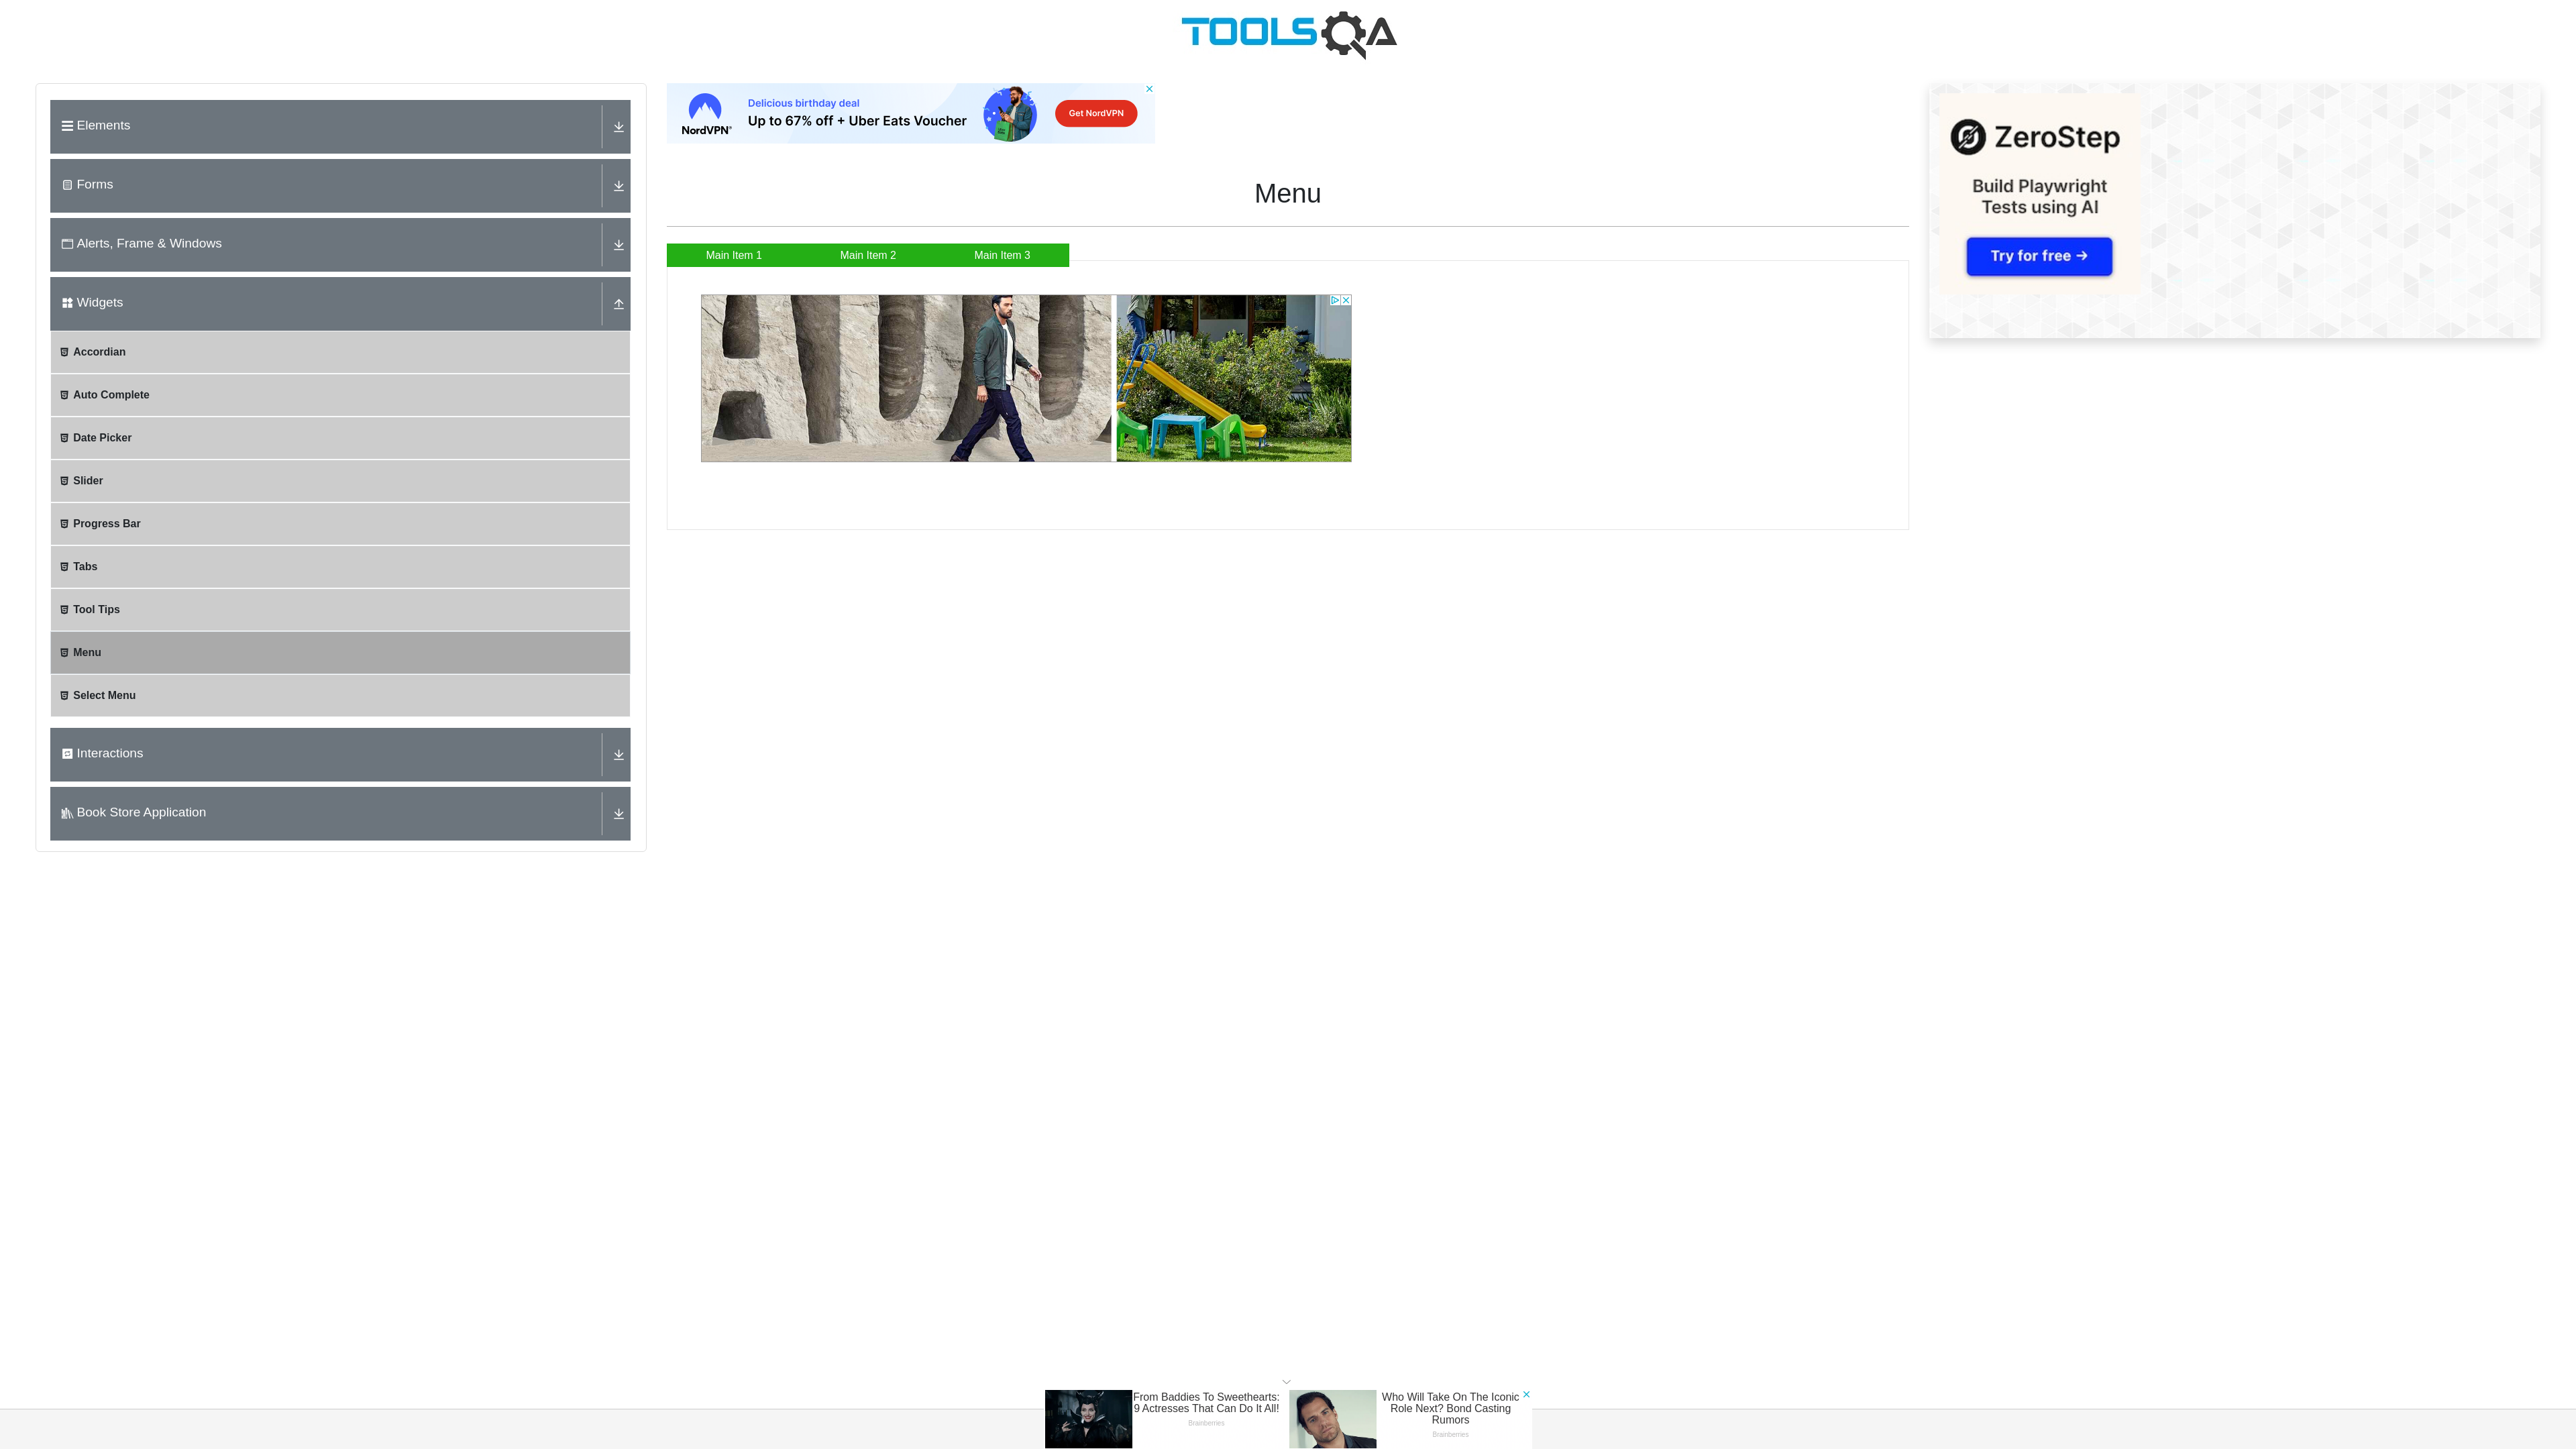 TOOLSQA
Elements
Forms
Alerts, Frame & Windows
Widgets
Accordian
Auto Complete
Date Picker
Slider
Progress Bar
Tabs
Tool Tips
Menu
Select Menu
Interactions
Book Store Application
NordVPN®
Delicious birthday deal
Up to 67% off + Uber Eats Voucher
Get NordVPN
Menu
Main Item 1
Main Item 2
Main Item 3
ZeroStep
Build Playwright
Tests using AI
Try for free →
From Baddies To Sweethearts:
9 Actresses That Can Do It All!
Brainberries
Who Will Take On The Iconic
Role Next? Bond Casting
Rumors
Brainberries